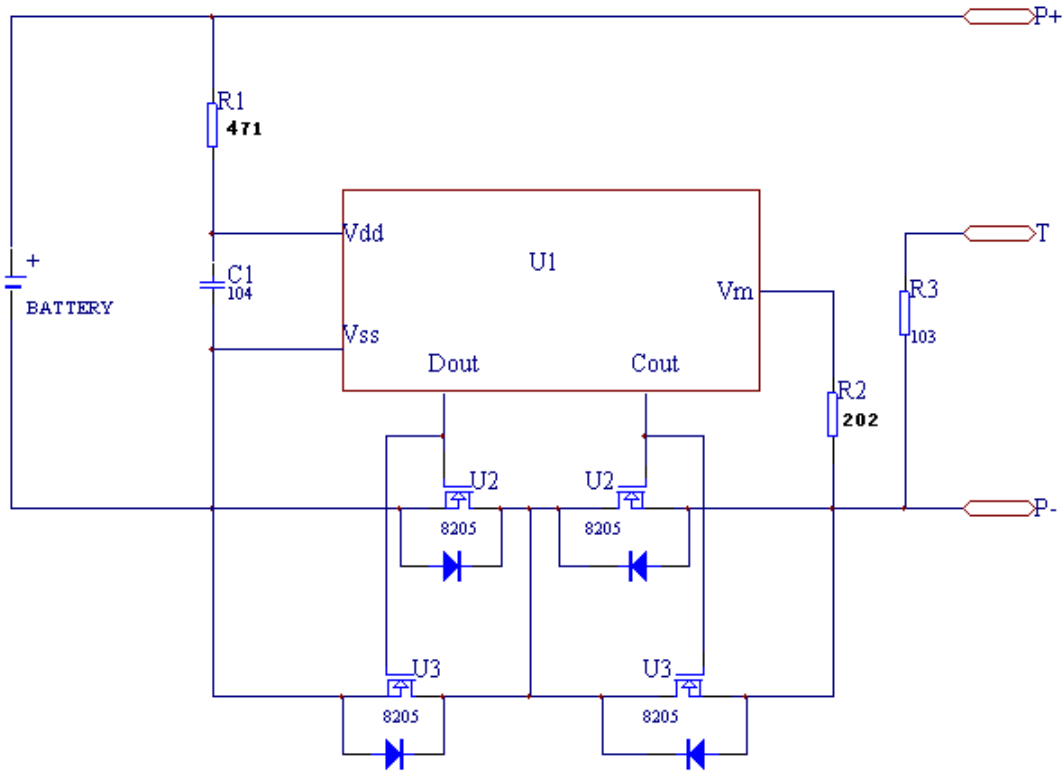 P+
R1
471
Vdd
U1
T
+
C1
104
BATTERY
Vm
R3
103
Vss
Dout
Cout
R2
202
U2
U2
8205
8205
P-
U3
U3
8205
8205